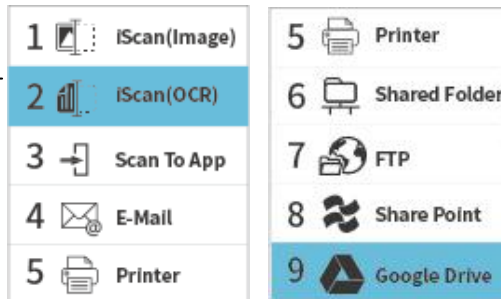 1 iScan(Image)
2 iScan(OCR)
3 Scan To App
4 E-Mail
5 Printer
5 Printer
6 Shared Folder
7 FTP
8 Share Point
9 Google Drive